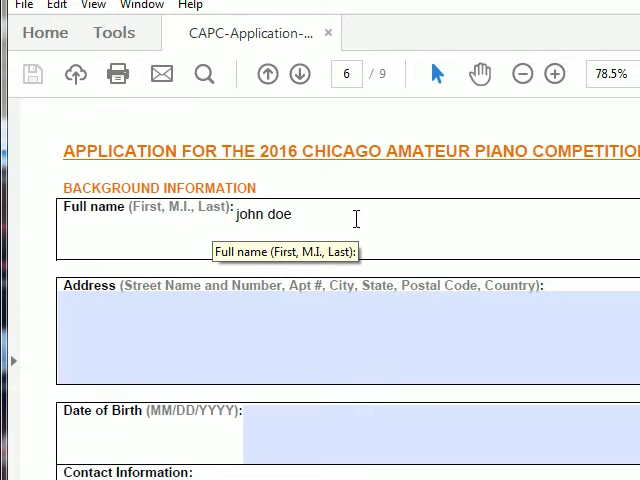 File Edit View Window Help
Home Tools CAPC-Application-... ×
6 / 9 78.5%
APPLICATION FOR THE 2016 CHICAGO AMATEUR PIANO COMPETITIO
BACKGROUND INFORMATION
Full name (First, M.I., Last): john doe
Full name (First, M.I., Last):
Address (Street Name and Number, Apt #, City, State, Postal Code, Country):
Date of Birth (MM/DD/YYYY):
Contact Information: